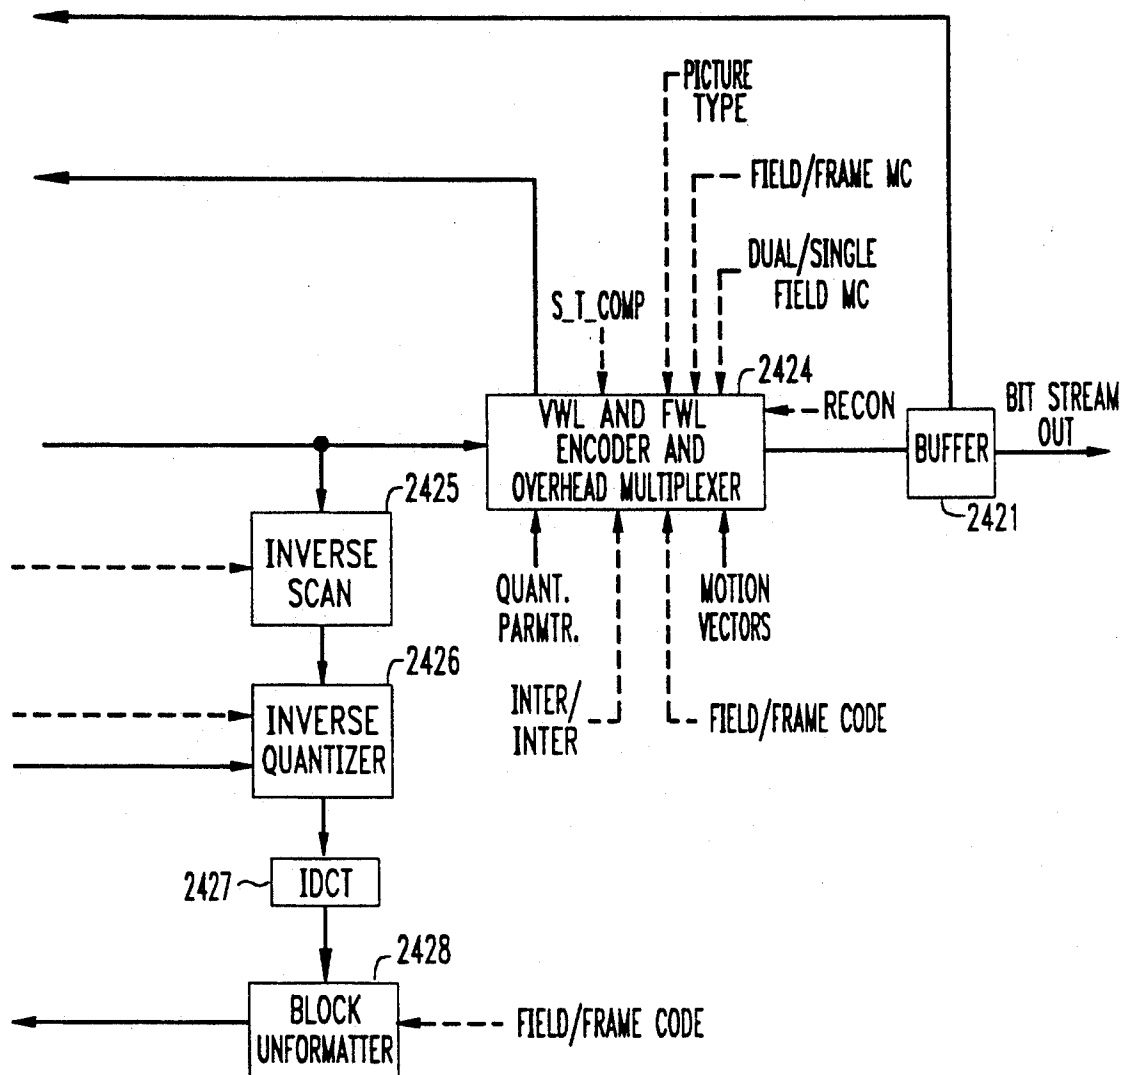 PICTURE
TYPE
FIELD/FRAME MC
DUAL/SINGLE
FIELD MC
S_T_COMP
2424
VWL AND FWL
ENCODER AND
OVERHEAD MULTIPLEXER
RECON
BUFFER
2421
BIT STREAM
OUT
2425
INVERSE
SCAN
QUANT.
PARMTR.
MOTION
VECTORS
INTER/
INTER
FIELD/FRAME CODE
2426
INVERSE
QUANTIZER
2427
IDCT
2428
BLOCK
UNFORMATTER
FIELD/FRAME CODE